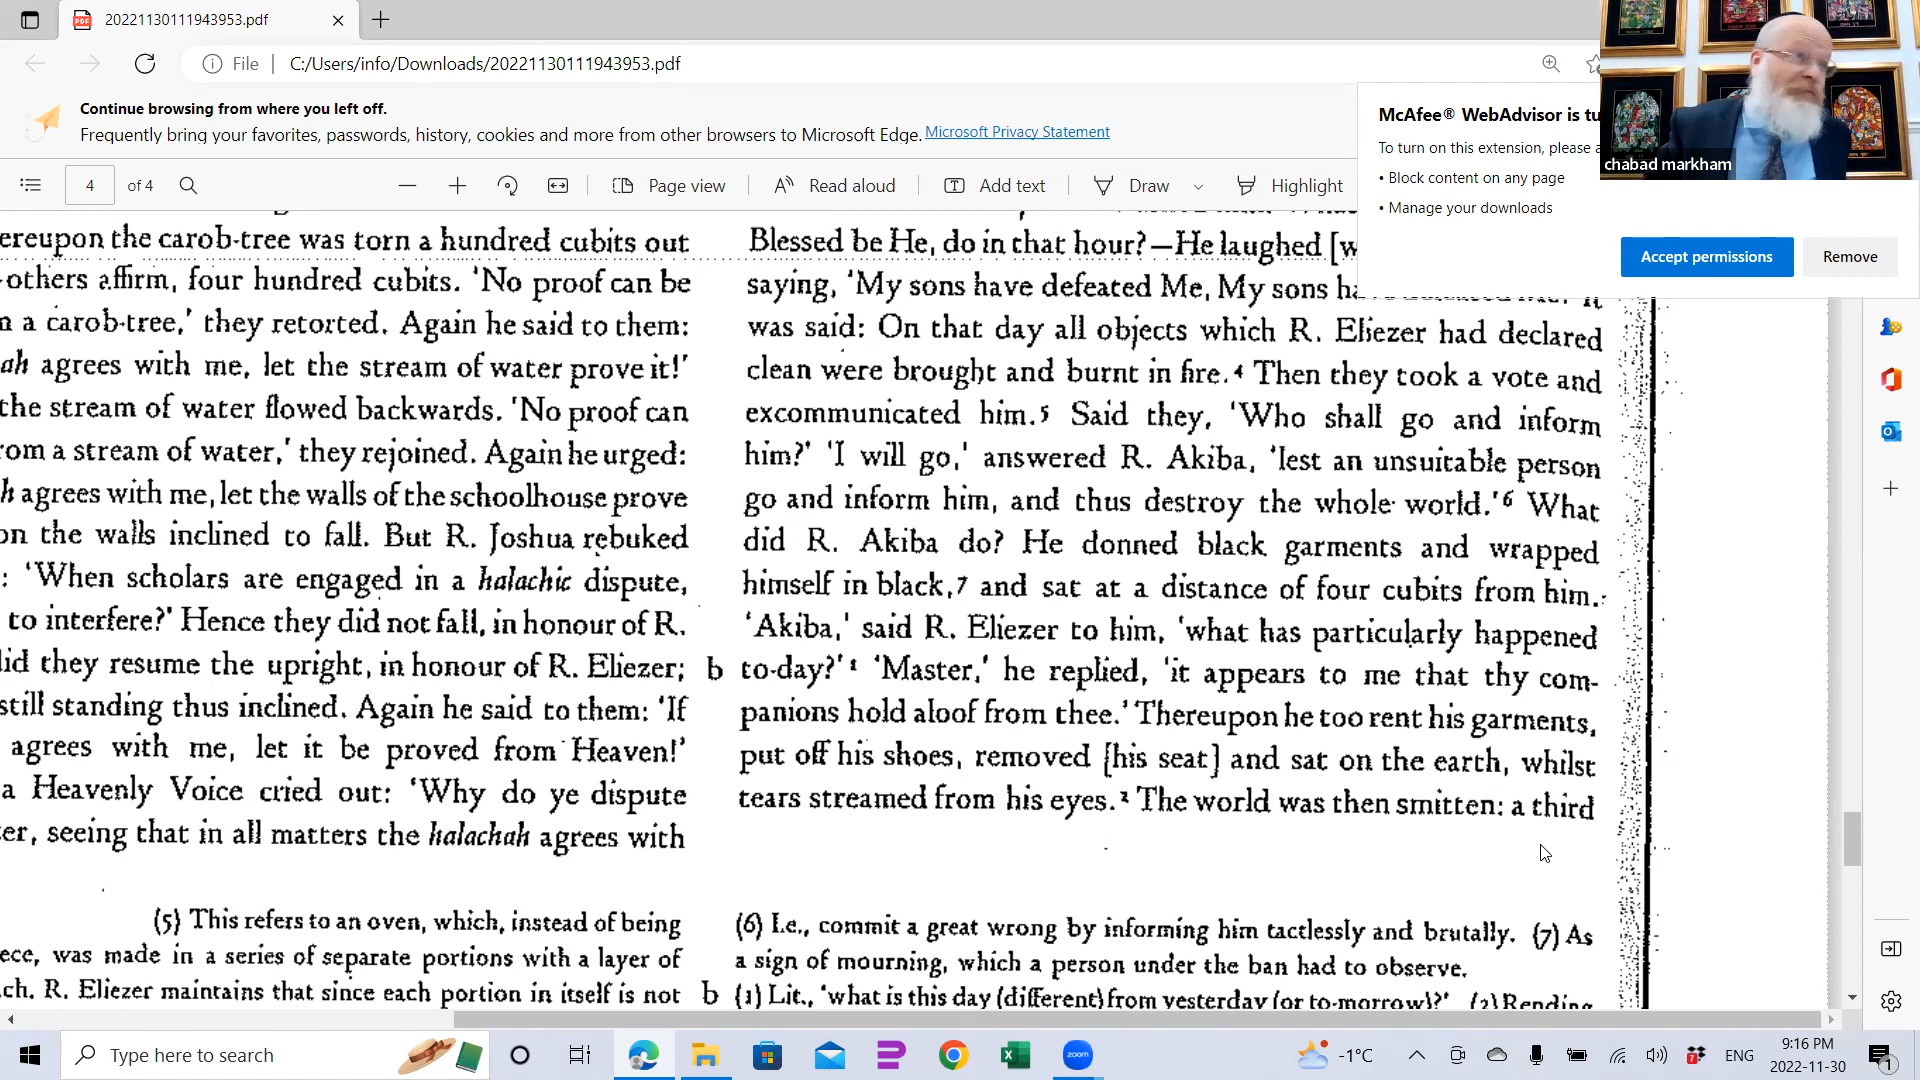 20221130111943953.pdf
File
C:/Users/info/Downloads/20221130111943953.pdf
Continue browsing from where you left off.
Frequently bring your favorites, passwords, history, cookies and more from other browsers to Microsoft Edge. Microsoft Privacy Statement
McAfee® WebAdvisor is tu
To turn on this extension, please a
• Block content on any page
• Manage your downloads
Accept permissions
Remove
chabad markham
4 of 4
Page view
Read aloud
Add text
Draw
Highlight
ereupon the carob-tree was torn a hundred cubits out
others affirm, four hundred cubits. 'No proof can be
n a carob-tree,' they retorted. Again he said to them:
ah agrees with me, let the stream of water prove it!'
the stream of water flowed backwards. 'No proof can
rom a stream of water,' they rejoined. Again he urged:
h agrees with me, let the walls of the schoolhouse prove
on the walls inclined to fall. But R. Joshua rebuked
: 'When scholars are engaged in a halachic dispute,
to interfere?' Hence they did not fall, in honour of R.
did they resume the upright, in honour of R. Eliezer;
still standing thus inclined. Again he said to them: 'If
agrees with me, let it be proved from Heaven!'
a Heavenly Voice cried out: 'Why do ye dispute
er, seeing that in all matters the halachah agrees with
(5) This refers to an oven, which, instead of being
ece, was made in a series of separate portions with a layer of
ch. R. Eliezer maintains that since each portion in itself is not
Blessed be He, do in that hour?—He laughed [w
saying, 'My sons have defeated Me, My sons
was said: On that day all objects which R. Eliezer had declared
clean were brought and burnt in fire.4 Then they took a vote and
excommunicated him.5 Said they, 'Who shall go and inform
him?' 'I will go,' answered R. Akiba, 'lest an unsuitable person
go and inform him, and thus destroy the whole world.'6 What
did R. Akiba do? He donned black garments and wrapped
himself in black,7 and sat at a distance of four cubits from him.
'Akiba,' said R. Eliezer to him, 'what has particularly happened
b to-day?'1 'Master,' he replied, 'it appears to me that thy com-
panions hold aloof from thee.' Thereupon he too rent his garments,
put off his shoes, removed [his seat] and sat on the earth, whilst
tears streamed from his eyes.2 The world was then smitten: a third
(6) I.e., commit a great wrong by informing him tactlessly and brutally. (7) As
a sign of mourning, which a person under the ban had to observe.
b (1) Lit., 'what is this day (different) from yesterday (or to-morrow)?' (2) Rending
Type here to search
zoom
-1°C
ENG
9:16 PM
2022-11-30
1